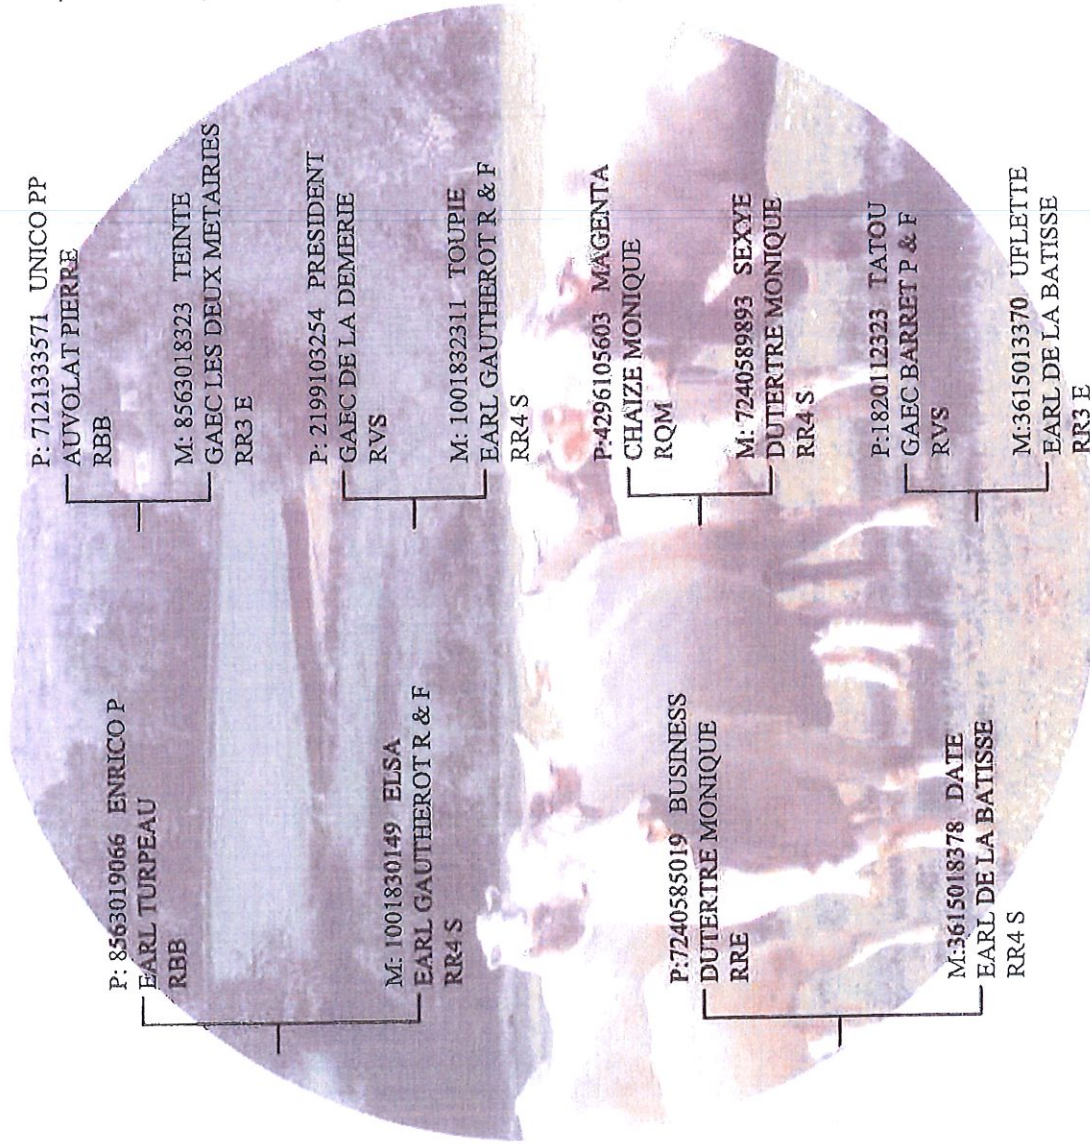 P: 8563019066 ENRICO P
EARL TURPEAU
RBB
P: 7121333571 UNICO PP
AUVOLAT PIERRE
RBB
M: 8563018323 TEINTE
GAEC LES DEUX METAIRIES
RR3 E
M: 1001830149 ELSA
EARL GAUTHEROT R & F
RR4 S
P: 2199103254 PRESIDENT
GAEC DE LA DEMERIE
RVS
M: 1001832311 TOUPIE
EARL GAUTHEROT R & F
RR4 S
P:7240585019 BUSINESS
DUTERTRE MONIQUE
RRE
P:4296105603 MAGENTA
CHAIZE MONIQUE
RQM
M: 7240589893 SEXYE
DUTERTRE MONIQUE
RR4 S
M:3615018378 DATE
EARL DE LA BATISSE
RR4 S
P:1820112323 TATOU
GAEC BARRET P & F
RVS
M:3615013370 UFLETTE
EARL DE LA BATISSE
RR3 E